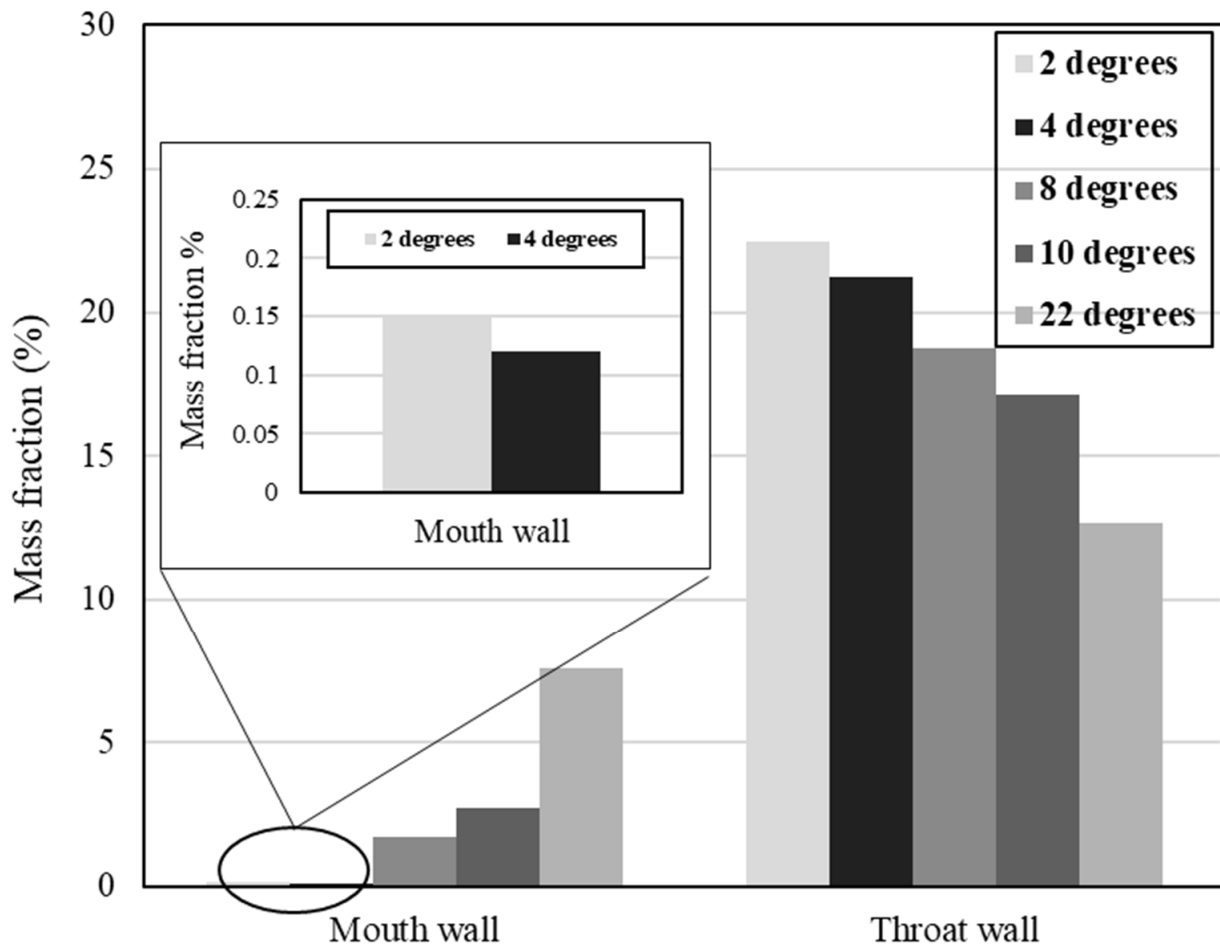 30
25
20
15
10
5
0
Mass fraction (%)
2 degrees
4 degrees
8 degrees
10 degrees
22 degrees
0.25
0.2
0.15
0.1
0.05
0
Mass fraction %
2 degrees 4 degrees
Mouth wall
Mouth wall Throat wall